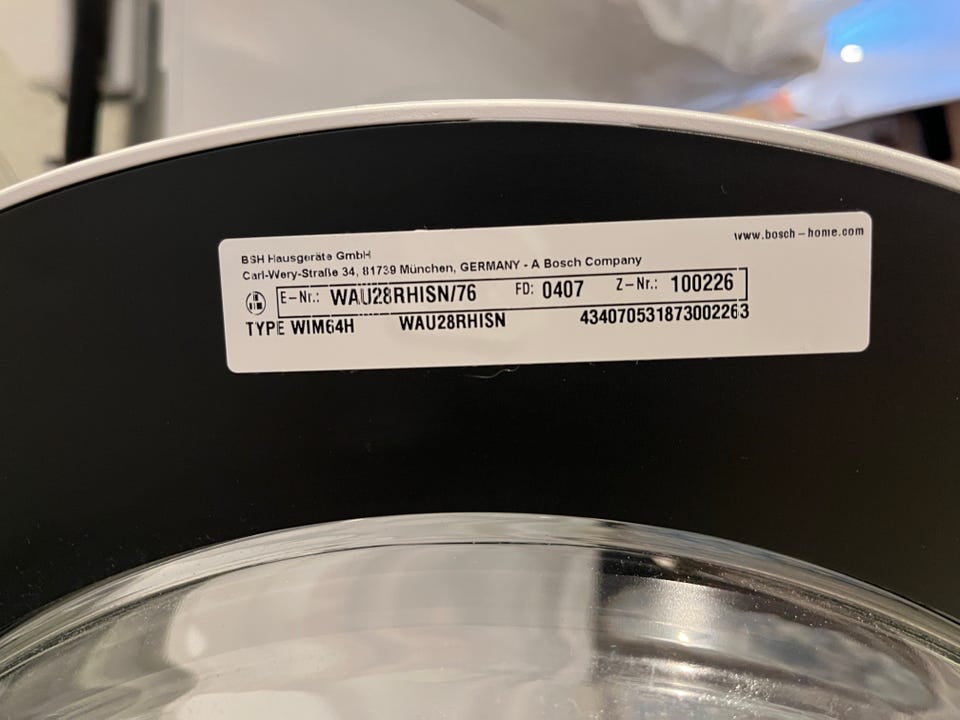 www.bosch-home.com
BSH Hausgeräte GmbH
Carl-Wery-Straße 34, 81739 München, GERMANY - A Bosch Company
E-Nr.: WAU28RHISN/76 FD: 0407 Z-Nr.: 100226
TYPE WIM64H WAU28RHISN 434070531873002263